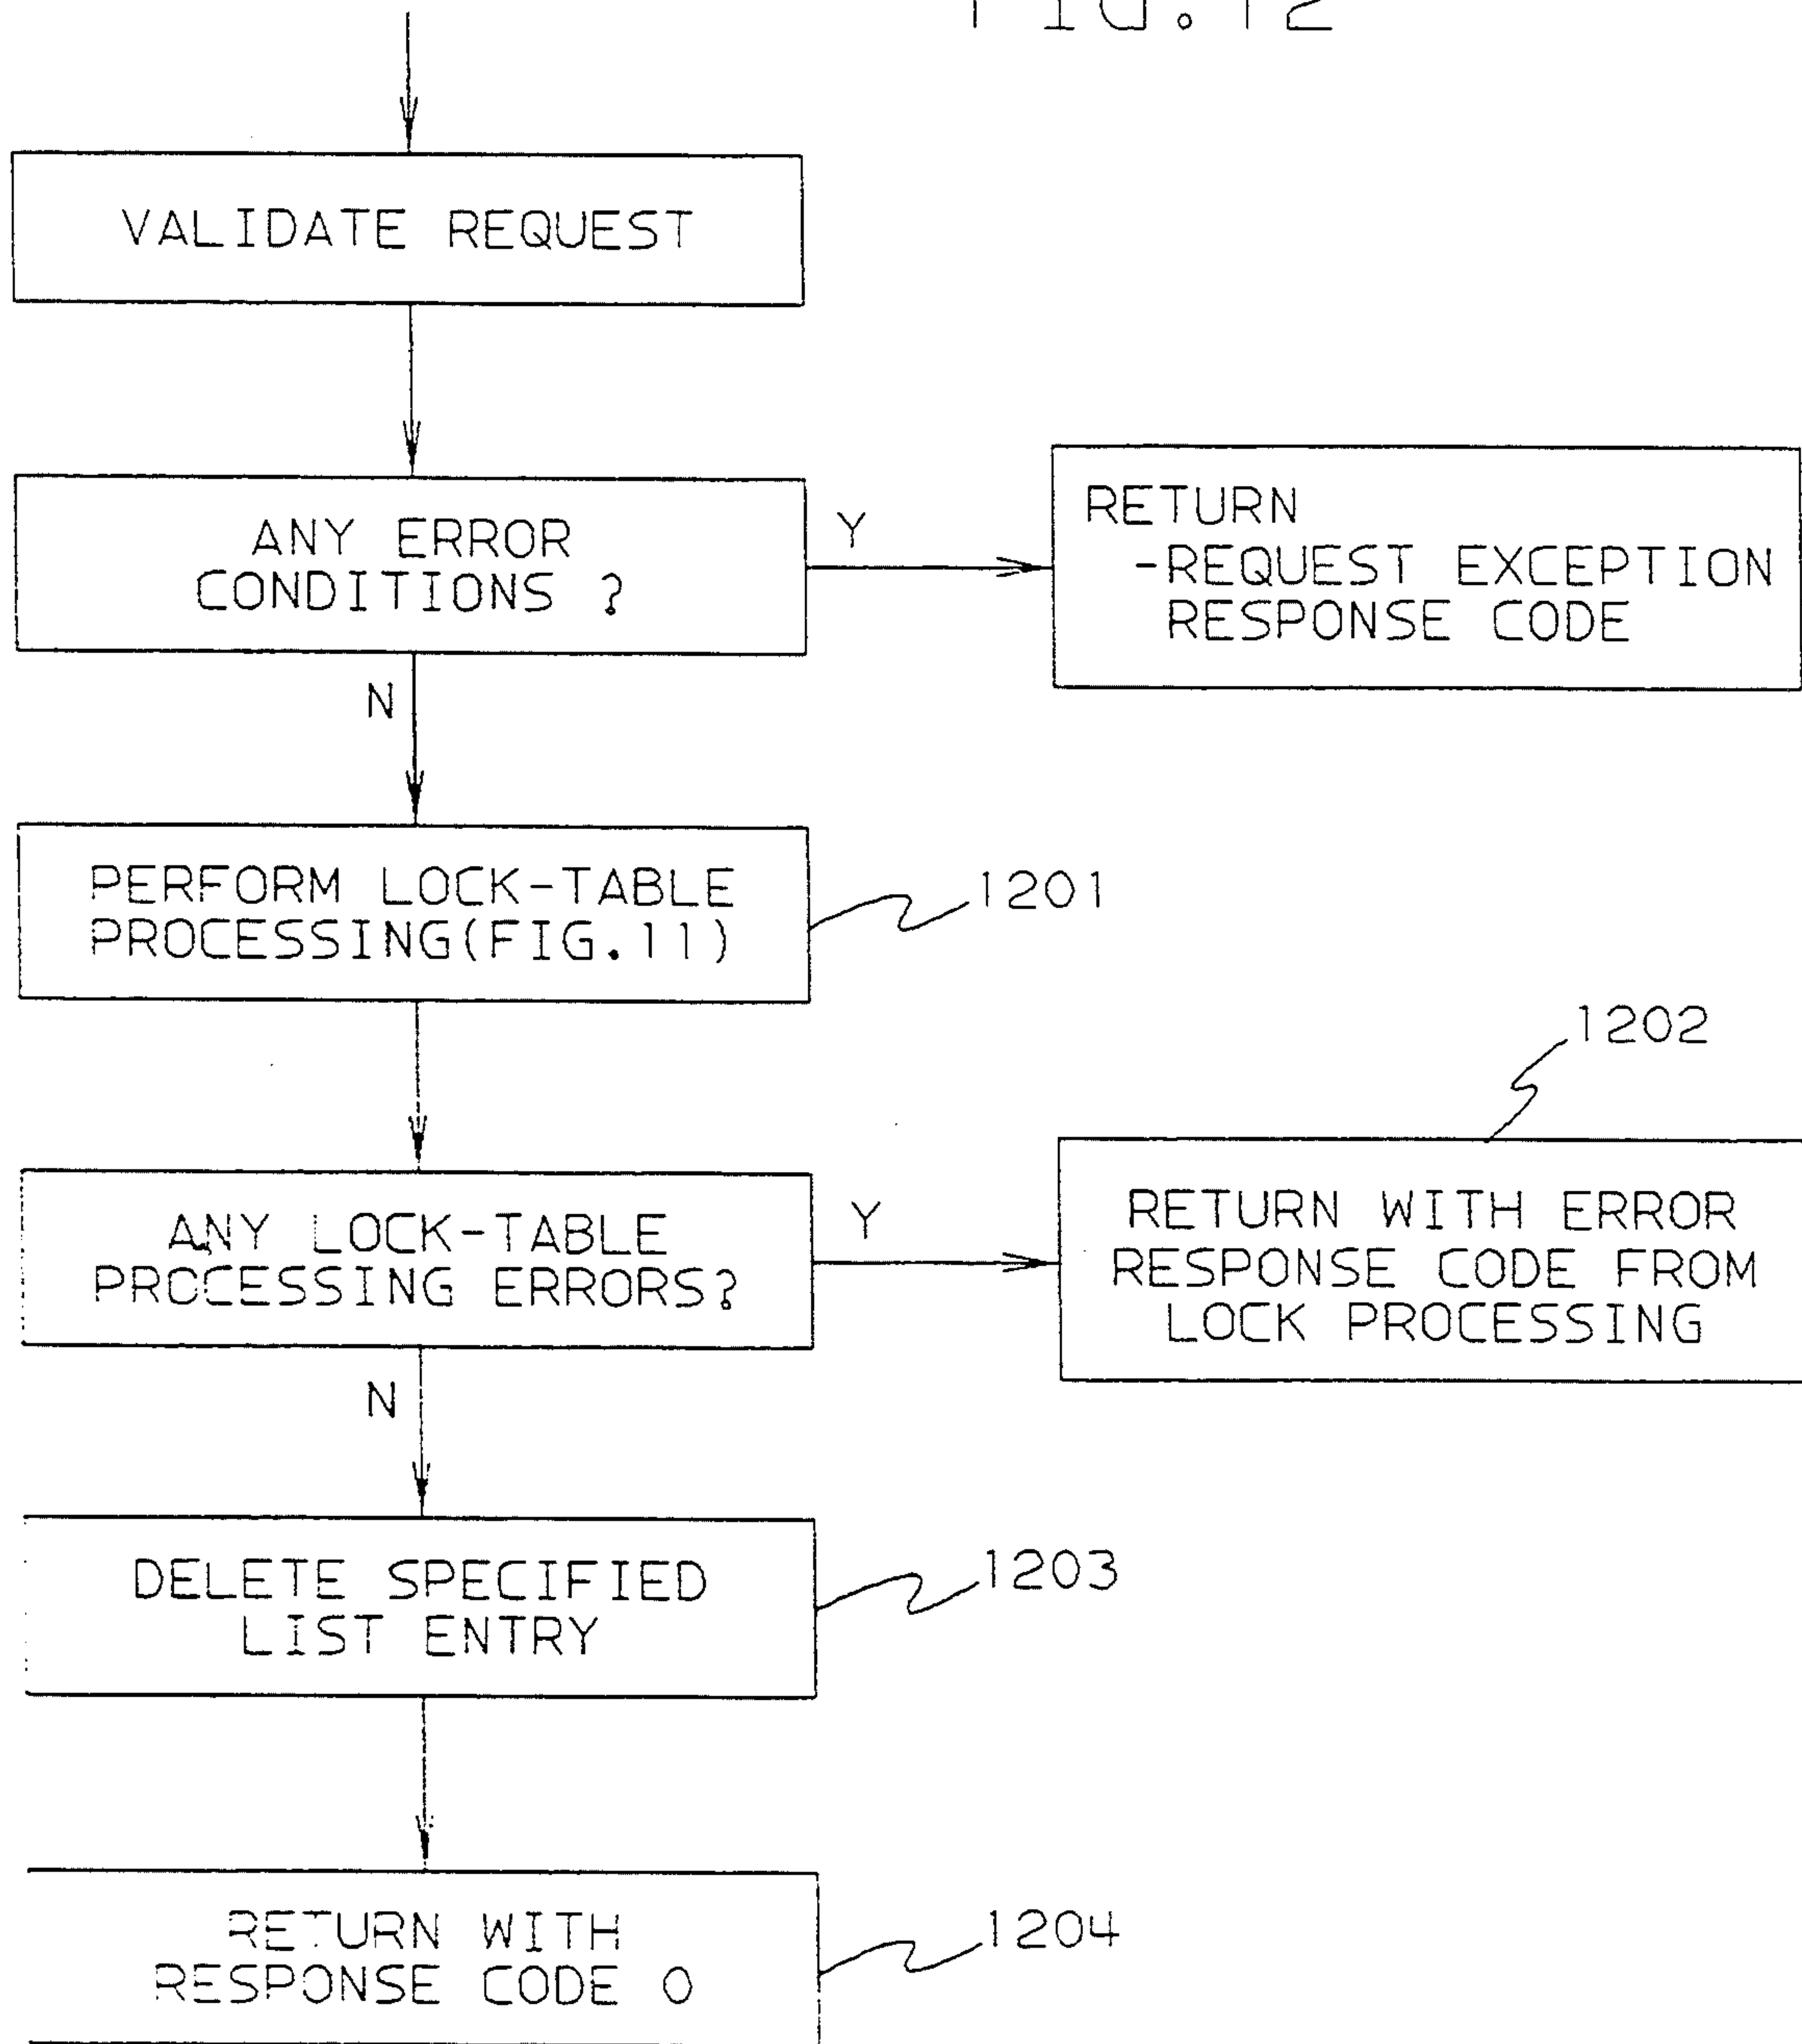 FIG.12
VALIDATE REQUEST
ANY ERROR
CONDITIONS ?
Y
RETURN
-REQUEST EXCEPTION
RESPONSE CODE
N
PERFORM LOCK-TABLE
PROCESSING(FIG.11)
1201
1202
ANY LOCK-TABLE
PROCESSING ERRORS?
Y
RETURN WITH ERROR
RESPONSE CODE FROM
LOCK PROCESSING
N
DELETE SPECIFIED
LIST ENTRY
1203
RETURN WITH
RESPONSE CODE 0
1204